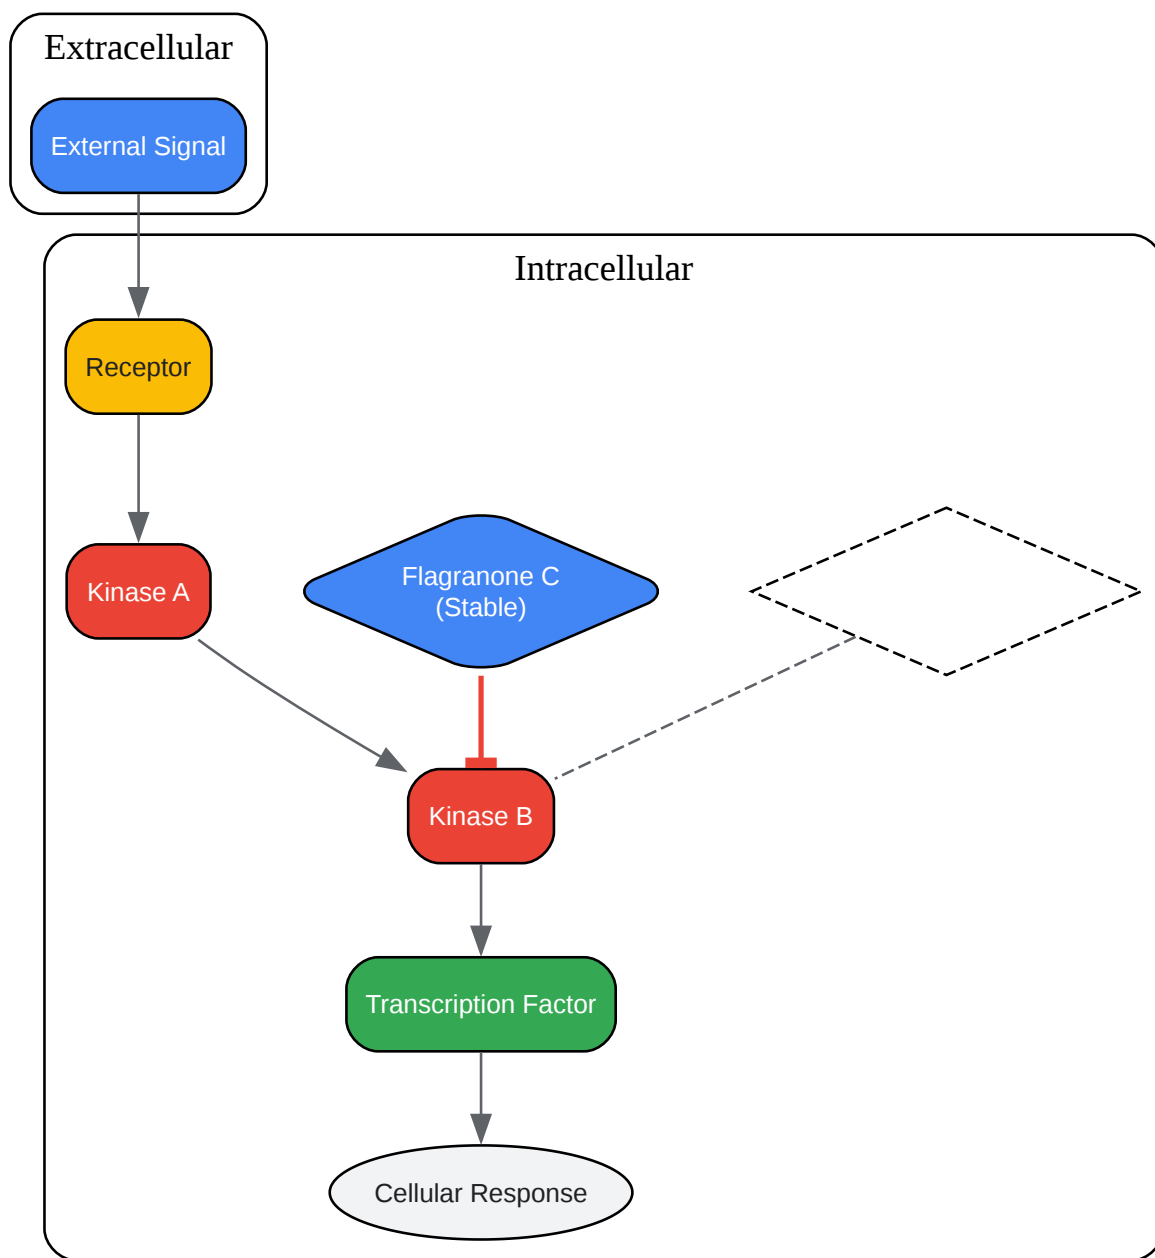 Extracellular
External Signal
Intracellular
Receptor
Kinase A
Flagranone C
(Stable)
Kinase B
Transcription Factor
Cellular Response